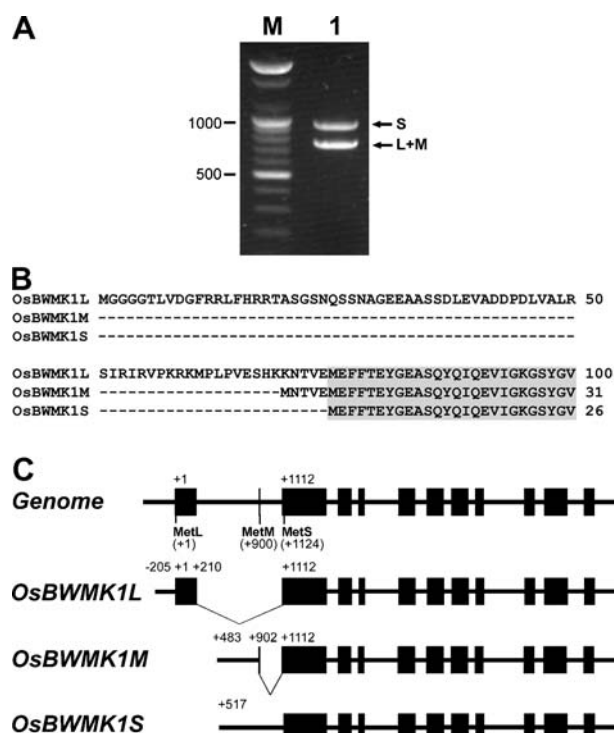 A
M 1
1000
S
L+M
500
B
OsBWMK1L MGGGGTLVDGFRRLFHRRTASGSNQSSNAGEEAASSDLEVADDPDLVALR 50
OsBWMK1M --------------------------------------------------
OsBWMK1S --------------------------------------------------
OsBWMK1L SIRIRVPKRKMPLPVESHKKNTVEMEFFTEYGEASQYQIQEVIGKGSYGV 100
OsBWMK1M -------------------MNTVEMEFFTEYGEASQYQIQEVIGKGSYGV 31
OsBWMK1S ------------------------MEFFTEYGEASQYQIQEVIGKGSYGV 26
C
+1 +1112
Genome
MetL MetM MetS
(+1) (+900) (+1124)
-205 +1 +210 +1112
OsBWMK1L
+483 +902 +1112
OsBWMK1M
+517
OsBWMK1S